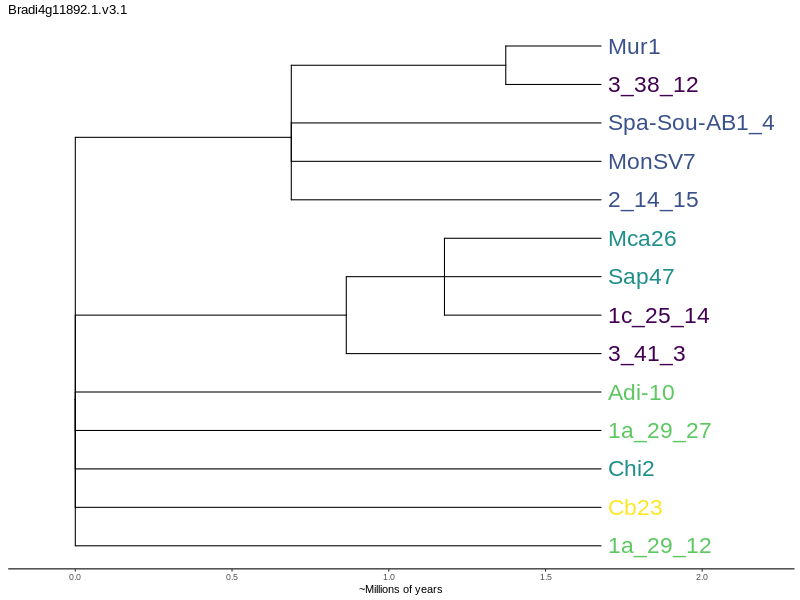 Bradi4g11892.1.v3.1
Mur1
3_38_12
Spa-Sou-AB1_4
MonSV7
2_14_15
Mca26
Sap47
1c_25_14
3_41_3
Adi-10
1a_29_27
Chi2
Cb23
1a_29_12
0.0 0.5 1.0 1.5 2.0
~Millions of years